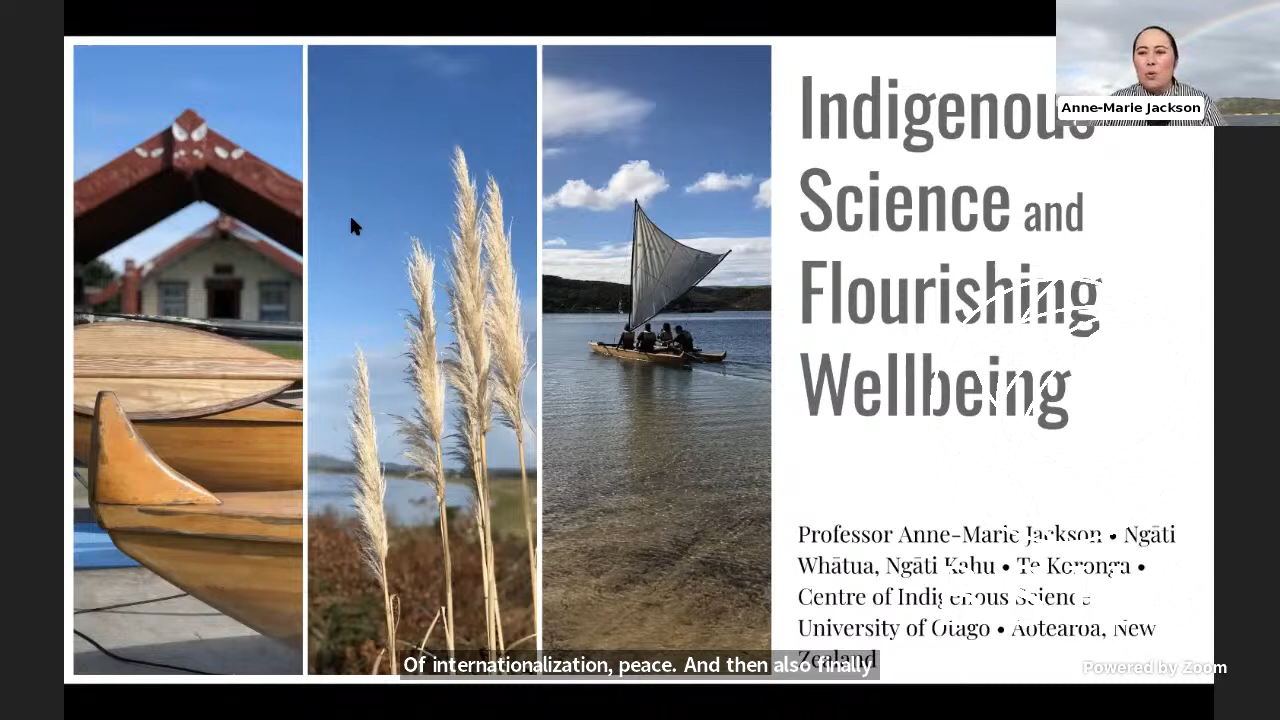 Indigenous
Science and
Flourishing
Wellbeing
Anne-Marie Jackson
Professor Anne-Marie Jackson • Ngāti
Whātua, Ngāti Kahu • Te Koronga •
Centre of Indigenous Science
University of Otago • Aotearoa, New
Zealand
Of internationalization, peace. And then also finally
Powered by Zoom